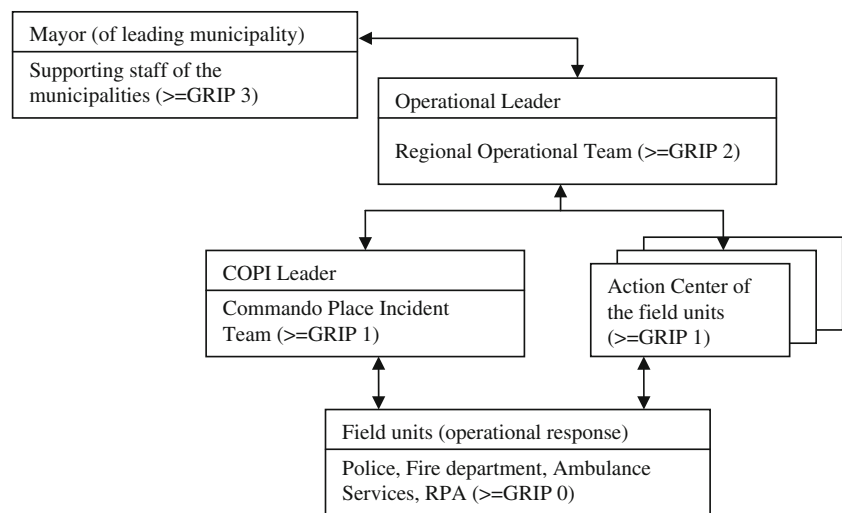 Mayor (of leading municipality)
Supporting staff of the
municipalities (>=GRIP 3)
Operational Leader
Regional Operational Team (>=GRIP 2)
COPI Leader
Commando Place Incident
Team (>=GRIP 1)
Action Center of
the field units
(>=GRIP 1)
Field units (operational response)
Police, Fire department, Ambulance
Services, RPA (>=GRIP 0)